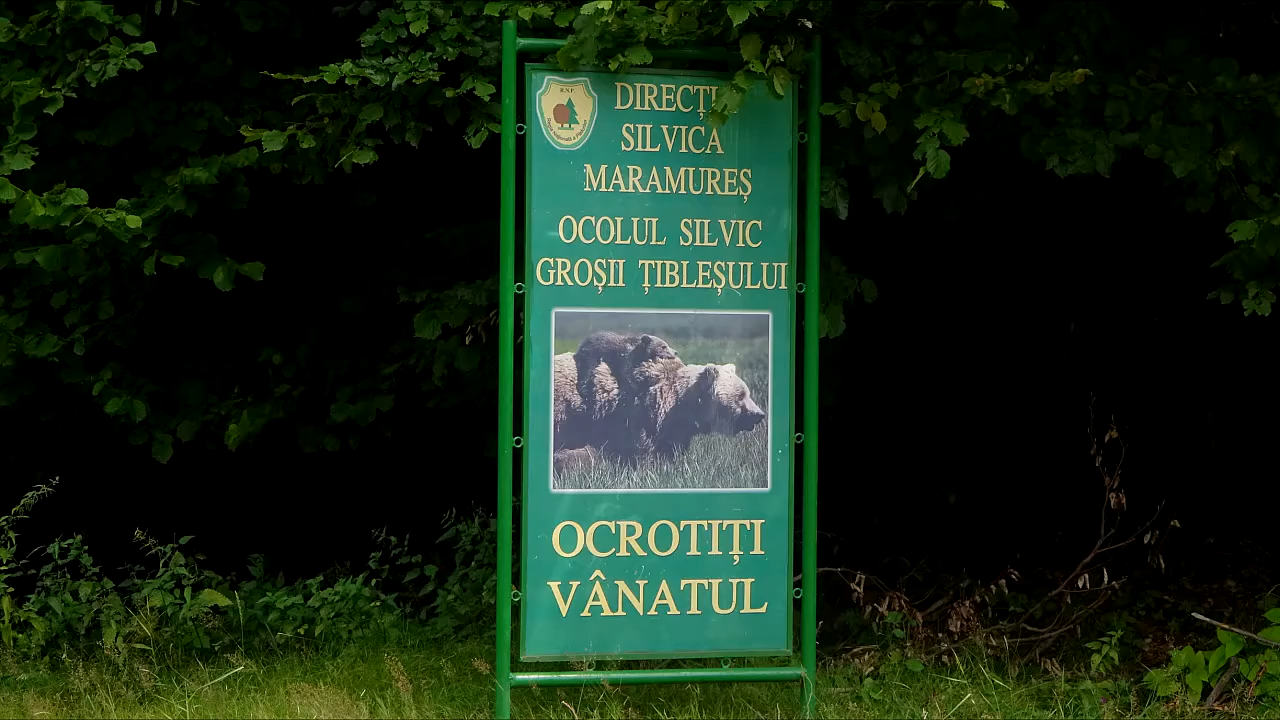 R.N.P.
DIRECȚI
SILVICA
MARAMUREȘ
OCOLUL SILVIC
GROȘII ȚIBLEȘULUI
OCROTIȚI
VÂNATUL